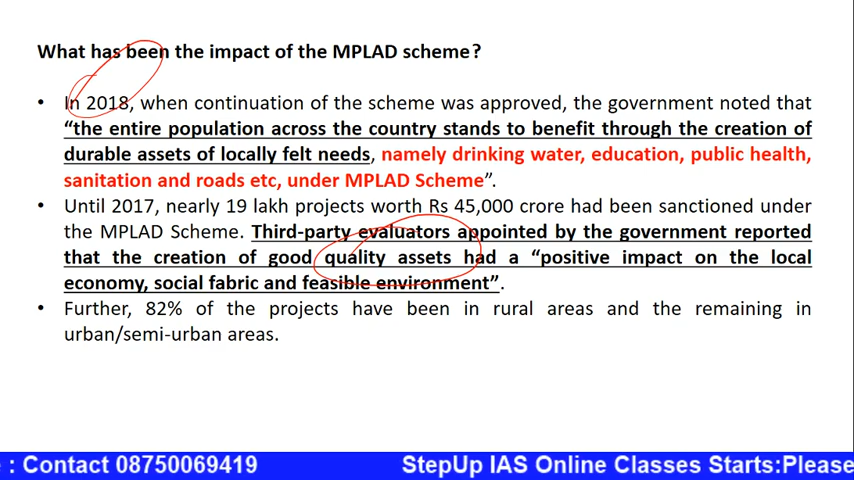 What has been the impact of the MPLAD scheme?
• In 2018, when continuation of the scheme was approved, the government noted that
“the entire population across the country stands to benefit through the creation of
durable assets of locally felt needs, namely drinking water, education, public health,
sanitation and roads etc, under MPLAD Scheme”.
• Until 2017, nearly 19 lakh projects worth Rs 45,000 crore had been sanctioned under
the MPLAD Scheme. Third-party evaluators appointed by the government reported
that the creation of good quality assets had a “positive impact on the local
economy, social fabric and feasible environment”.
• Further, 82% of the projects have been in rural areas and the remaining in
urban/semi-urban areas.
: Contact 08750069419 StepUp IAS Online Classes Starts:Please